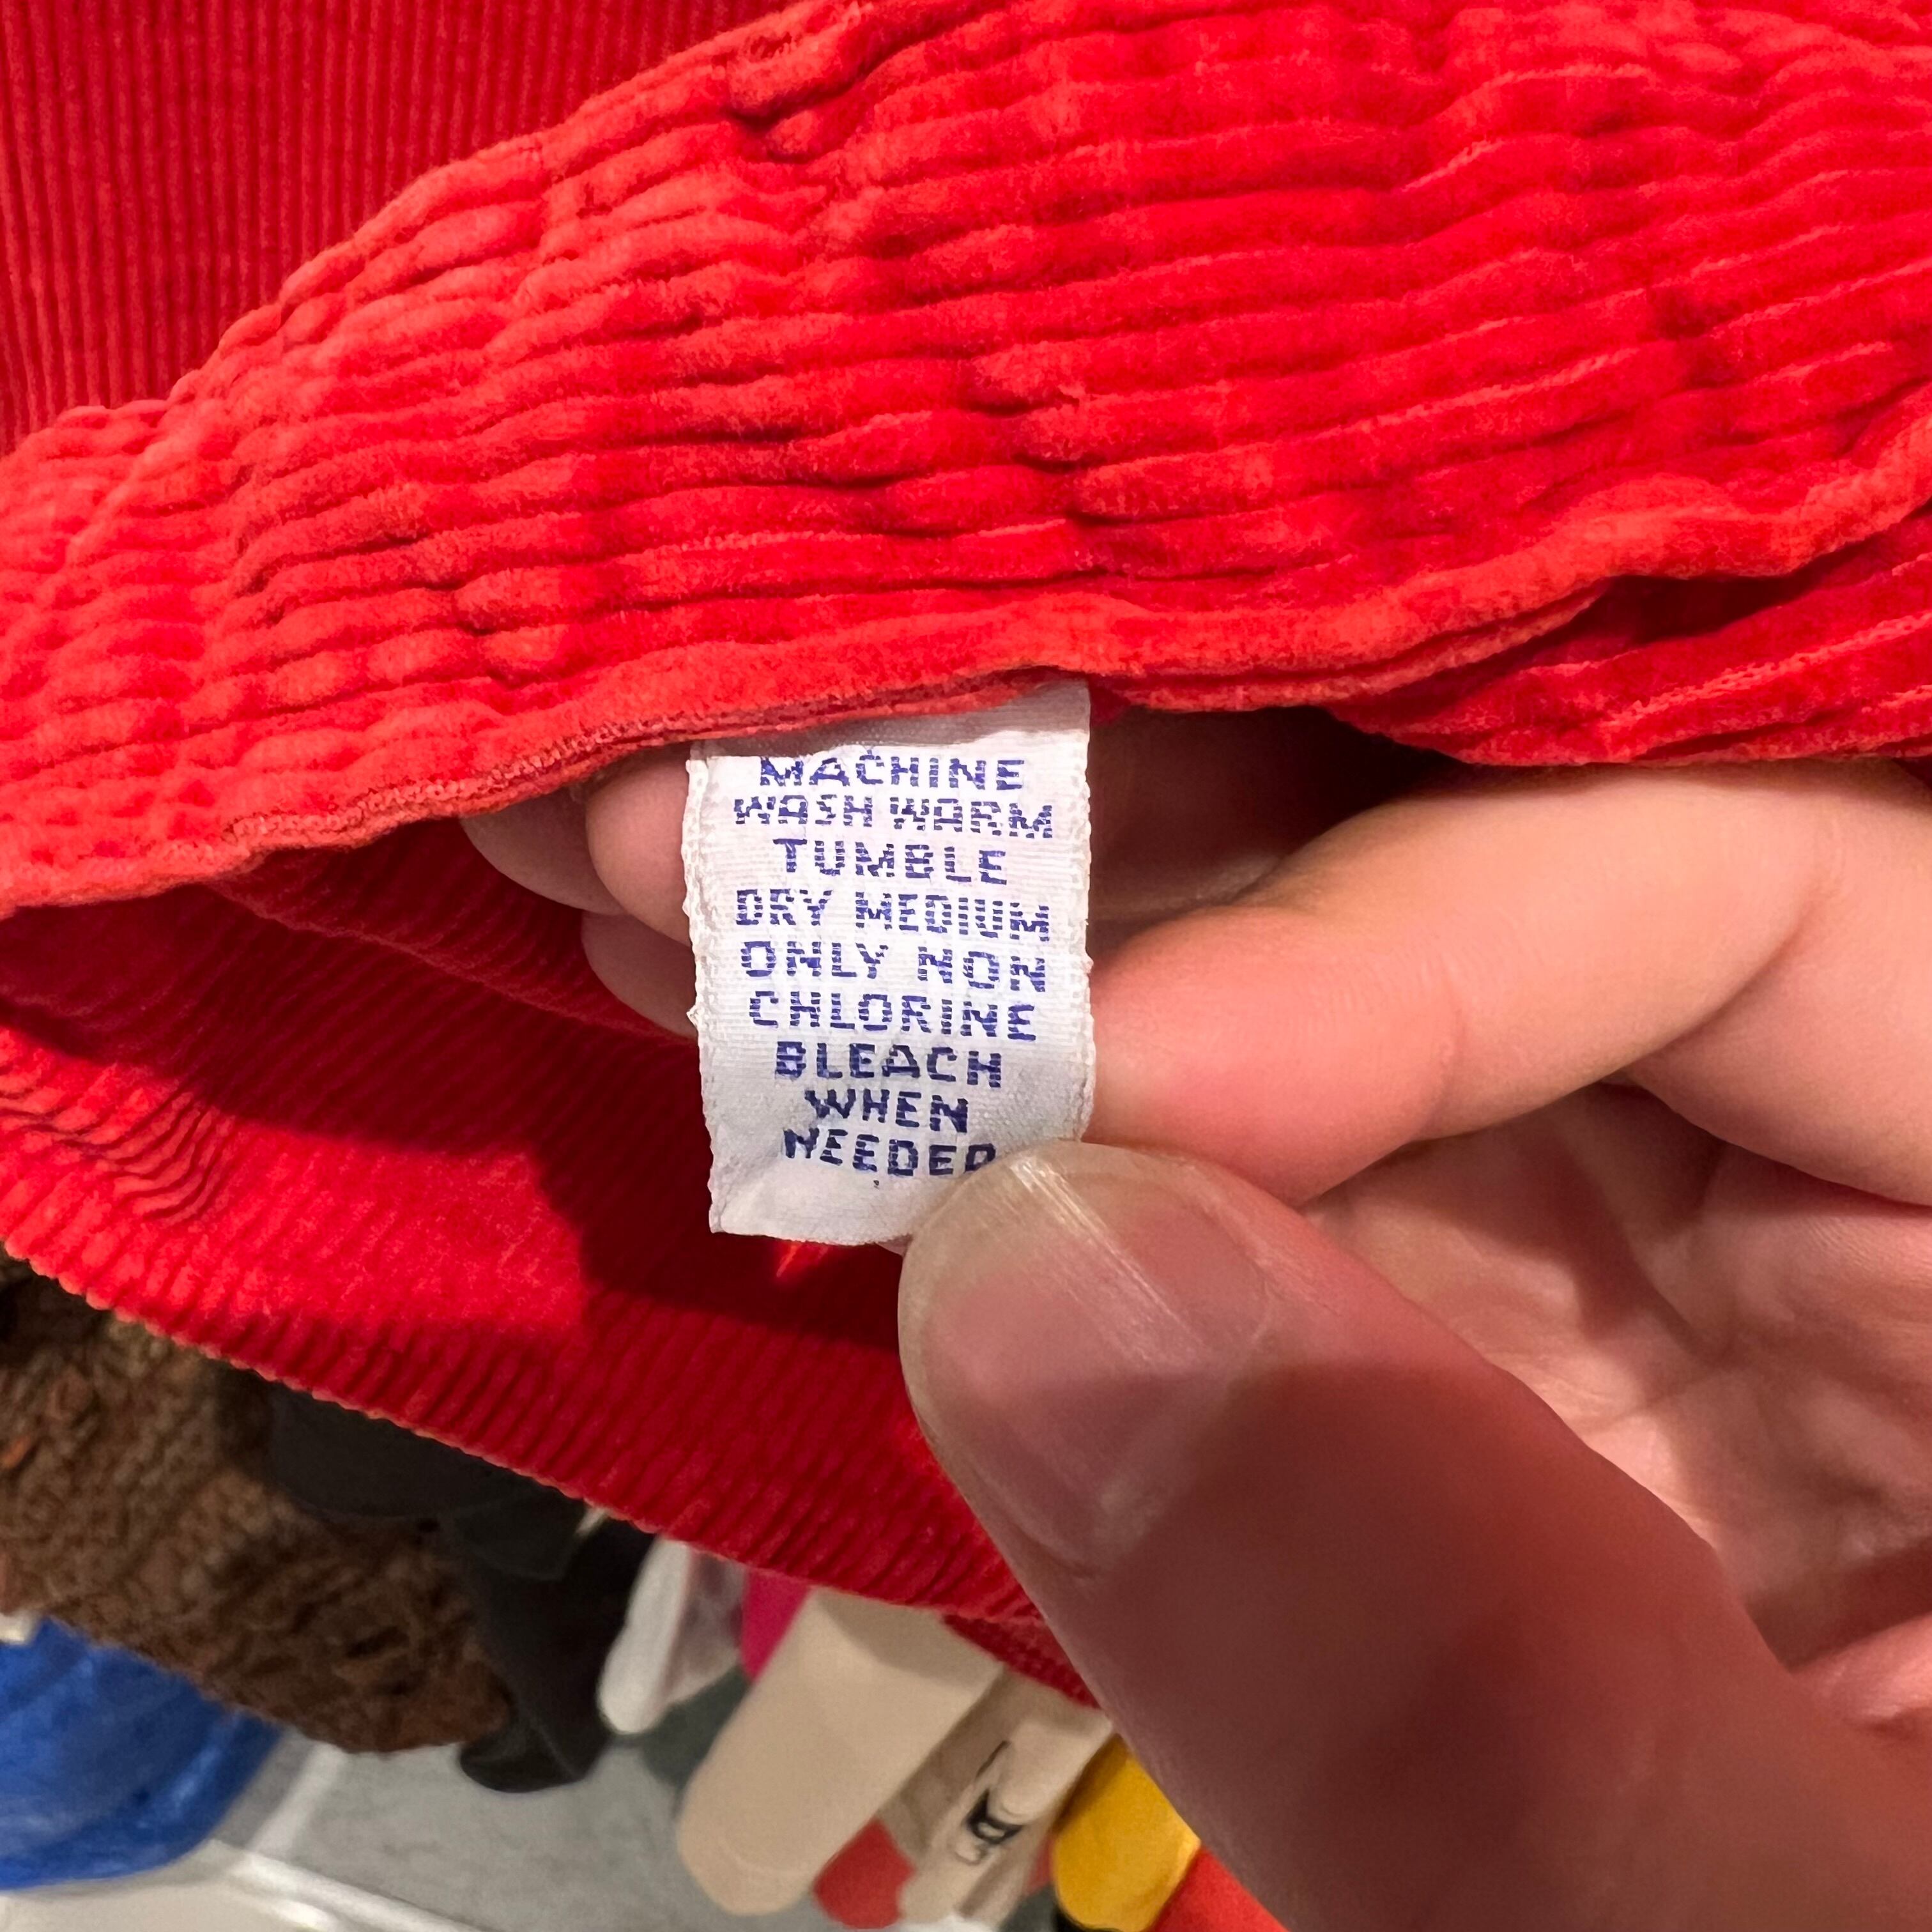 MACHINE
WASH WARM
TUMBLE
DRY MEDIUM
ONLY NON
CHLORINE
BLEACH
WHEN
NEEDED